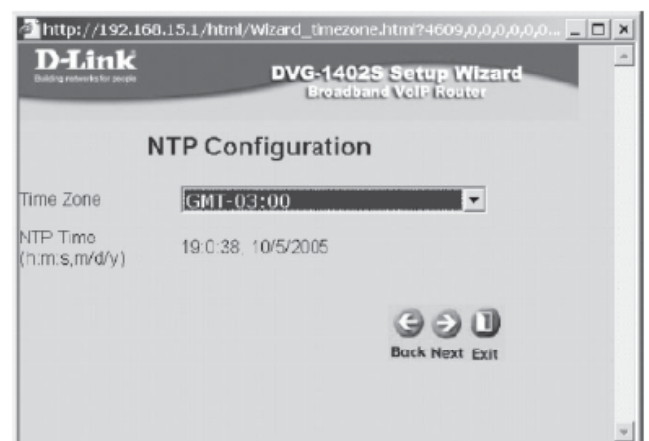 http://192.168.15.1/html/Wizard_timezone.html?4609,0,0,0,0,0,0...
D-Link
Building networks for people
DVG-1402S Setup Wizard
Broadband VoIP Router
NTP Configuration
Time Zone
GMT-03:00
NTP Time
(h:m:s,m/d/y)
19:0:38, 10/5/2005
Back Next Exit